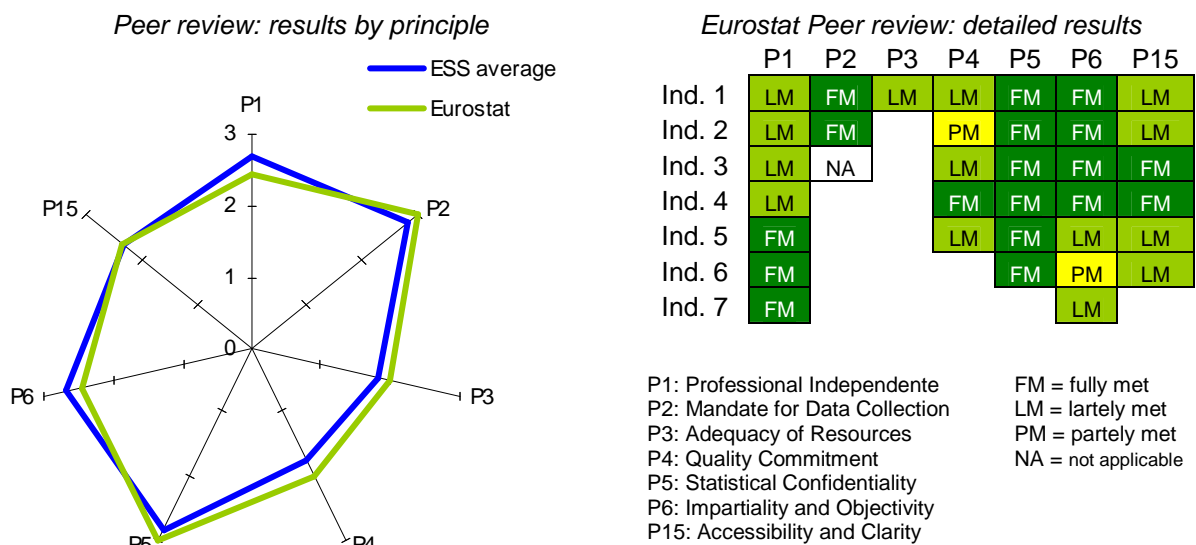 Peer review: results by principle
ESS average
Eurostat
P1
3
2
1
0
P2
P3
P4
P5
P6
P15
Eurostat Peer review: detailed results
P1 P2 P3 P4 P5 P6 P15
Ind. 1 LM FM LM LM FM FM LM
Ind. 2 LM FM PM FM FM LM
Ind. 3 LM NA LM FM FM FM
Ind. 4 LM FM FM FM FM
Ind. 5 FM LM FM LM LM
Ind. 6 FM FM PM LM
Ind. 7 FM LM
P1: Professional Independente
P2: Mandate for Data Collection
P3: Adequacy of Resources
P4: Quality Commitment
P5: Statistical Confidentiality
P6: Impartiality and Objectivity
P15: Accessibility and Clarity
FM = fully met
LM = lartely met
PM = partely met
NA = not applicable